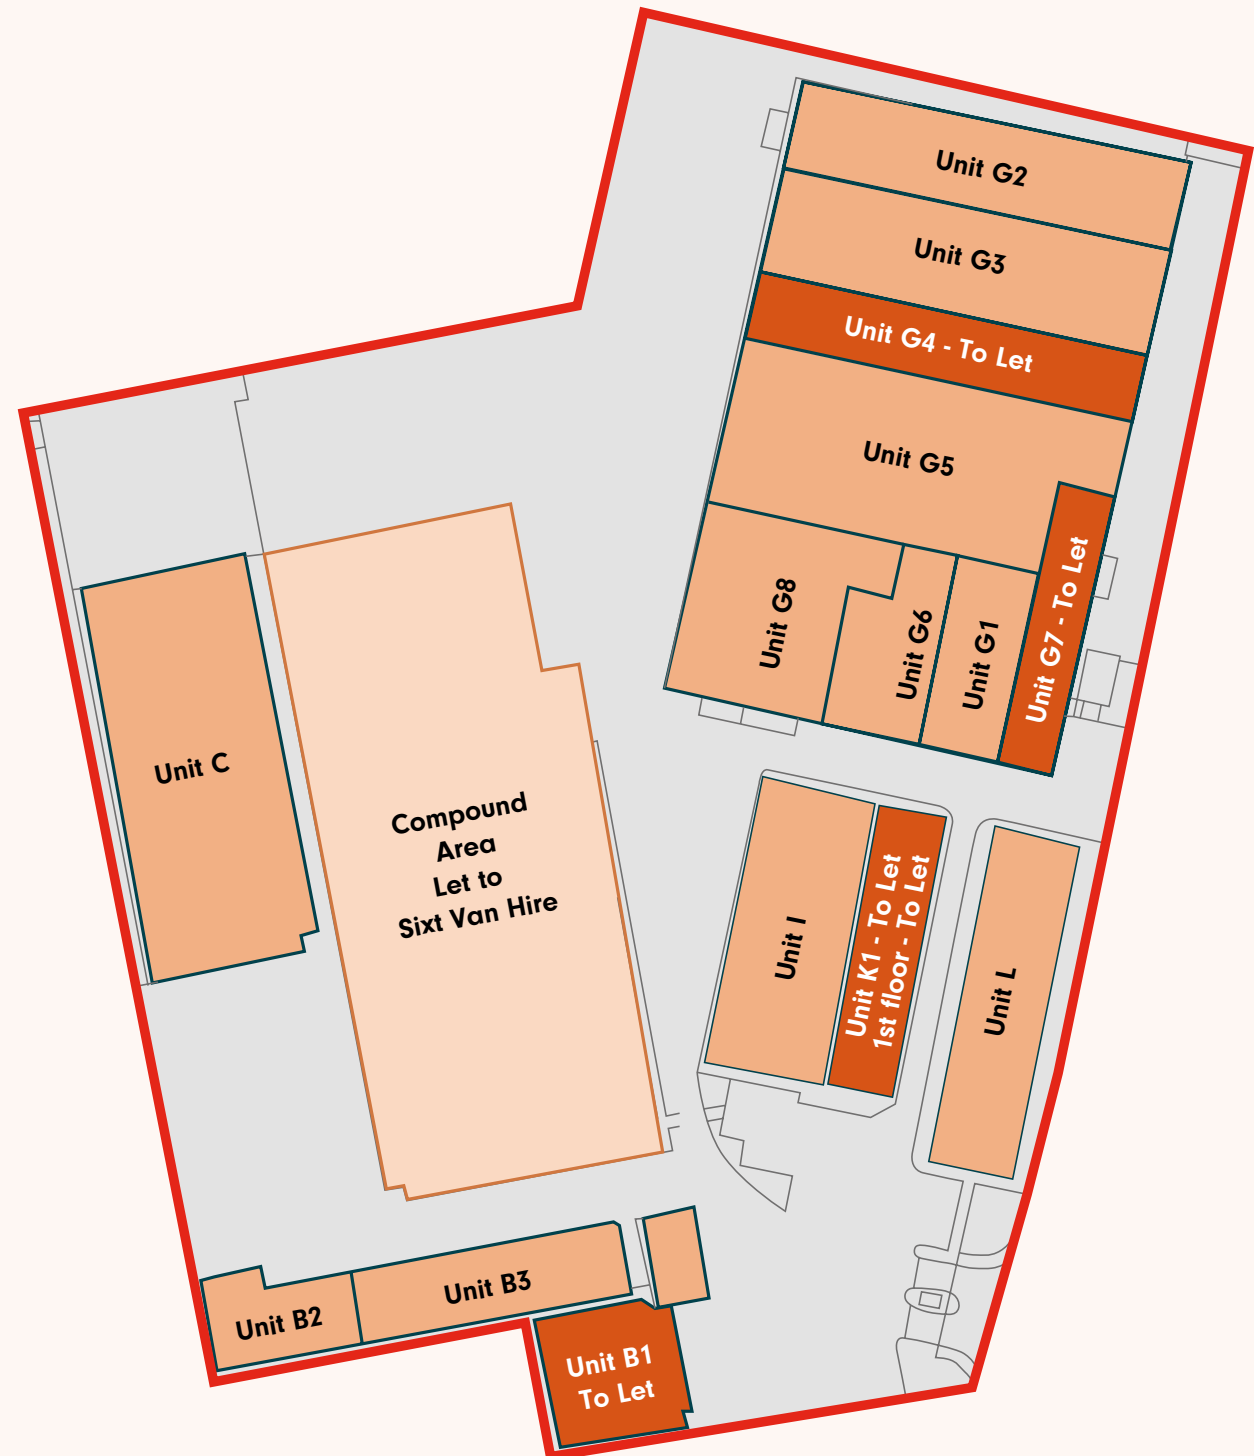 Unit G2
Unit G3
Unit G4 - To Let
Unit G5
Unit G8
Unit G6
Unit G1
Unit G7 - To Let
Unit C
Compound
Area
Let to
Sixt Van Hire
Unit I
Unit K1 - To Let
1st floor - To Let
Unit L
Unit B2
Unit B3
Unit B1
To Let